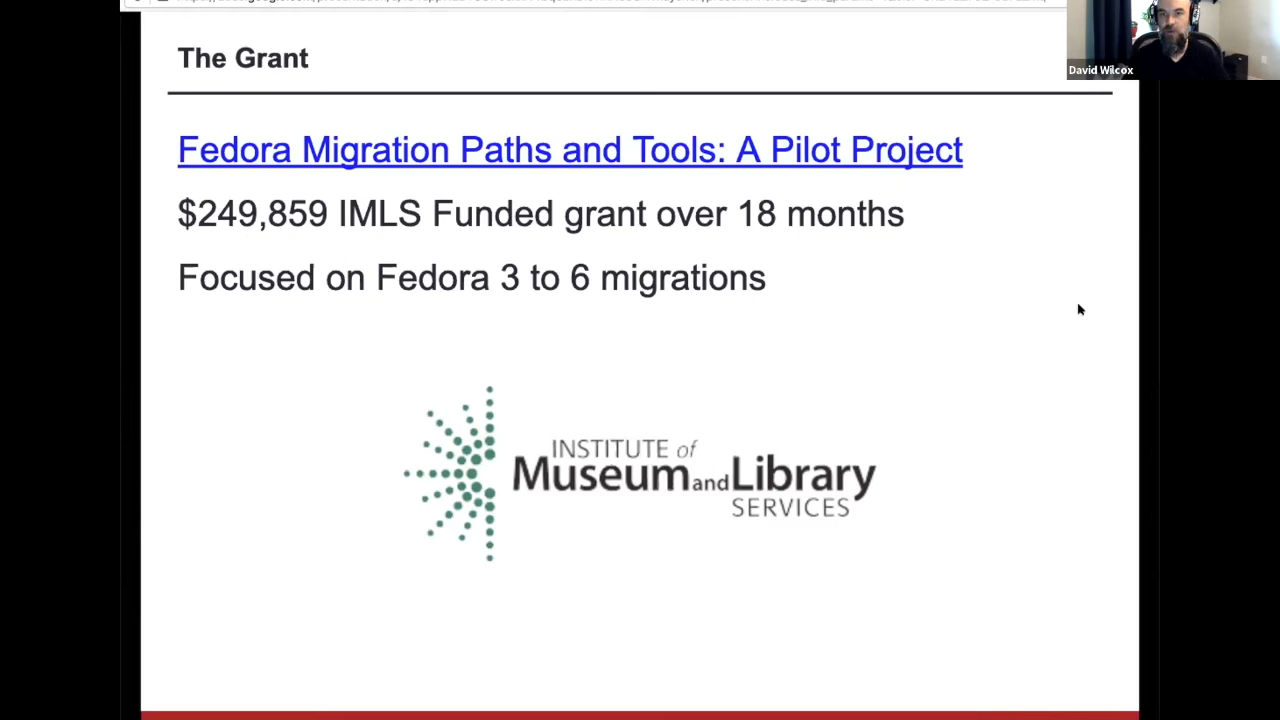 The Grant
David Wilcox
Fedora Migration Paths and Tools: A Pilot Project
$249,859 IMLS Funded grant over 18 months
Focused on Fedora 3 to 6 migrations
INSTITUTE of
Museum and Library
SERVICES